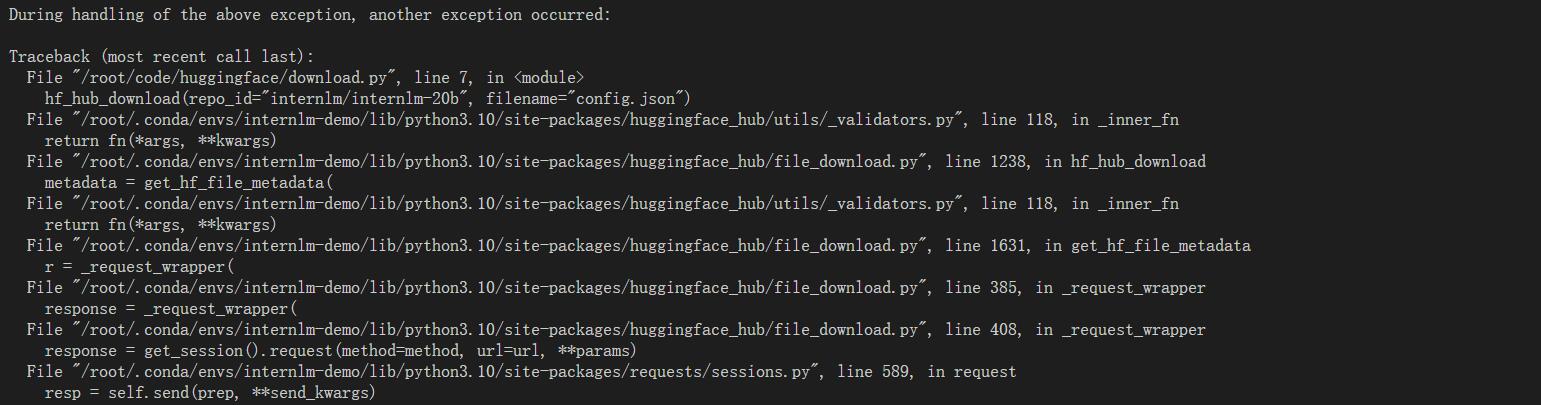 During handling of the above exception, another exception occurred:
Traceback (most recent call last):
File "/root/code/huggingface/download.py", line 7, in <module>
hf_hub_download(repo_id="internlm/internlm-20b", filename="config.json")
File "/root/.conda/envs/internlm-demo/lib/python3.10/site-packages/huggingface_hub/utils/_validators.py", line 118, in _inner_fn
return fn(*args, **kwargs)
File "/root/.conda/envs/internlm-demo/lib/python3.10/site-packages/huggingface_hub/file_download.py", line 1238, in hf_hub_download
metadata = get_hf_file_metadata(
File "/root/.conda/envs/internlm-demo/lib/python3.10/site-packages/huggingface_hub/utils/_validators.py", line 118, in _inner_fn
return fn(*args, **kwargs)
File "/root/.conda/envs/internlm-demo/lib/python3.10/site-packages/huggingface_hub/file_download.py", line 1631, in get_hf_file_metadata
r = _request_wrapper(
File "/root/.conda/envs/internlm-demo/lib/python3.10/site-packages/huggingface_hub/file_download.py", line 385, in _request_wrapper
response = _request_wrapper(
File "/root/.conda/envs/internlm-demo/lib/python3.10/site-packages/huggingface_hub/file_download.py", line 408, in _request_wrapper
response = get_session().request(method=method, url=url, **params)
File "/root/.conda/envs/internlm-demo/lib/python3.10/site-packages/requests/sessions.py", line 589, in request
resp = self.send(prep, **send_kwargs)